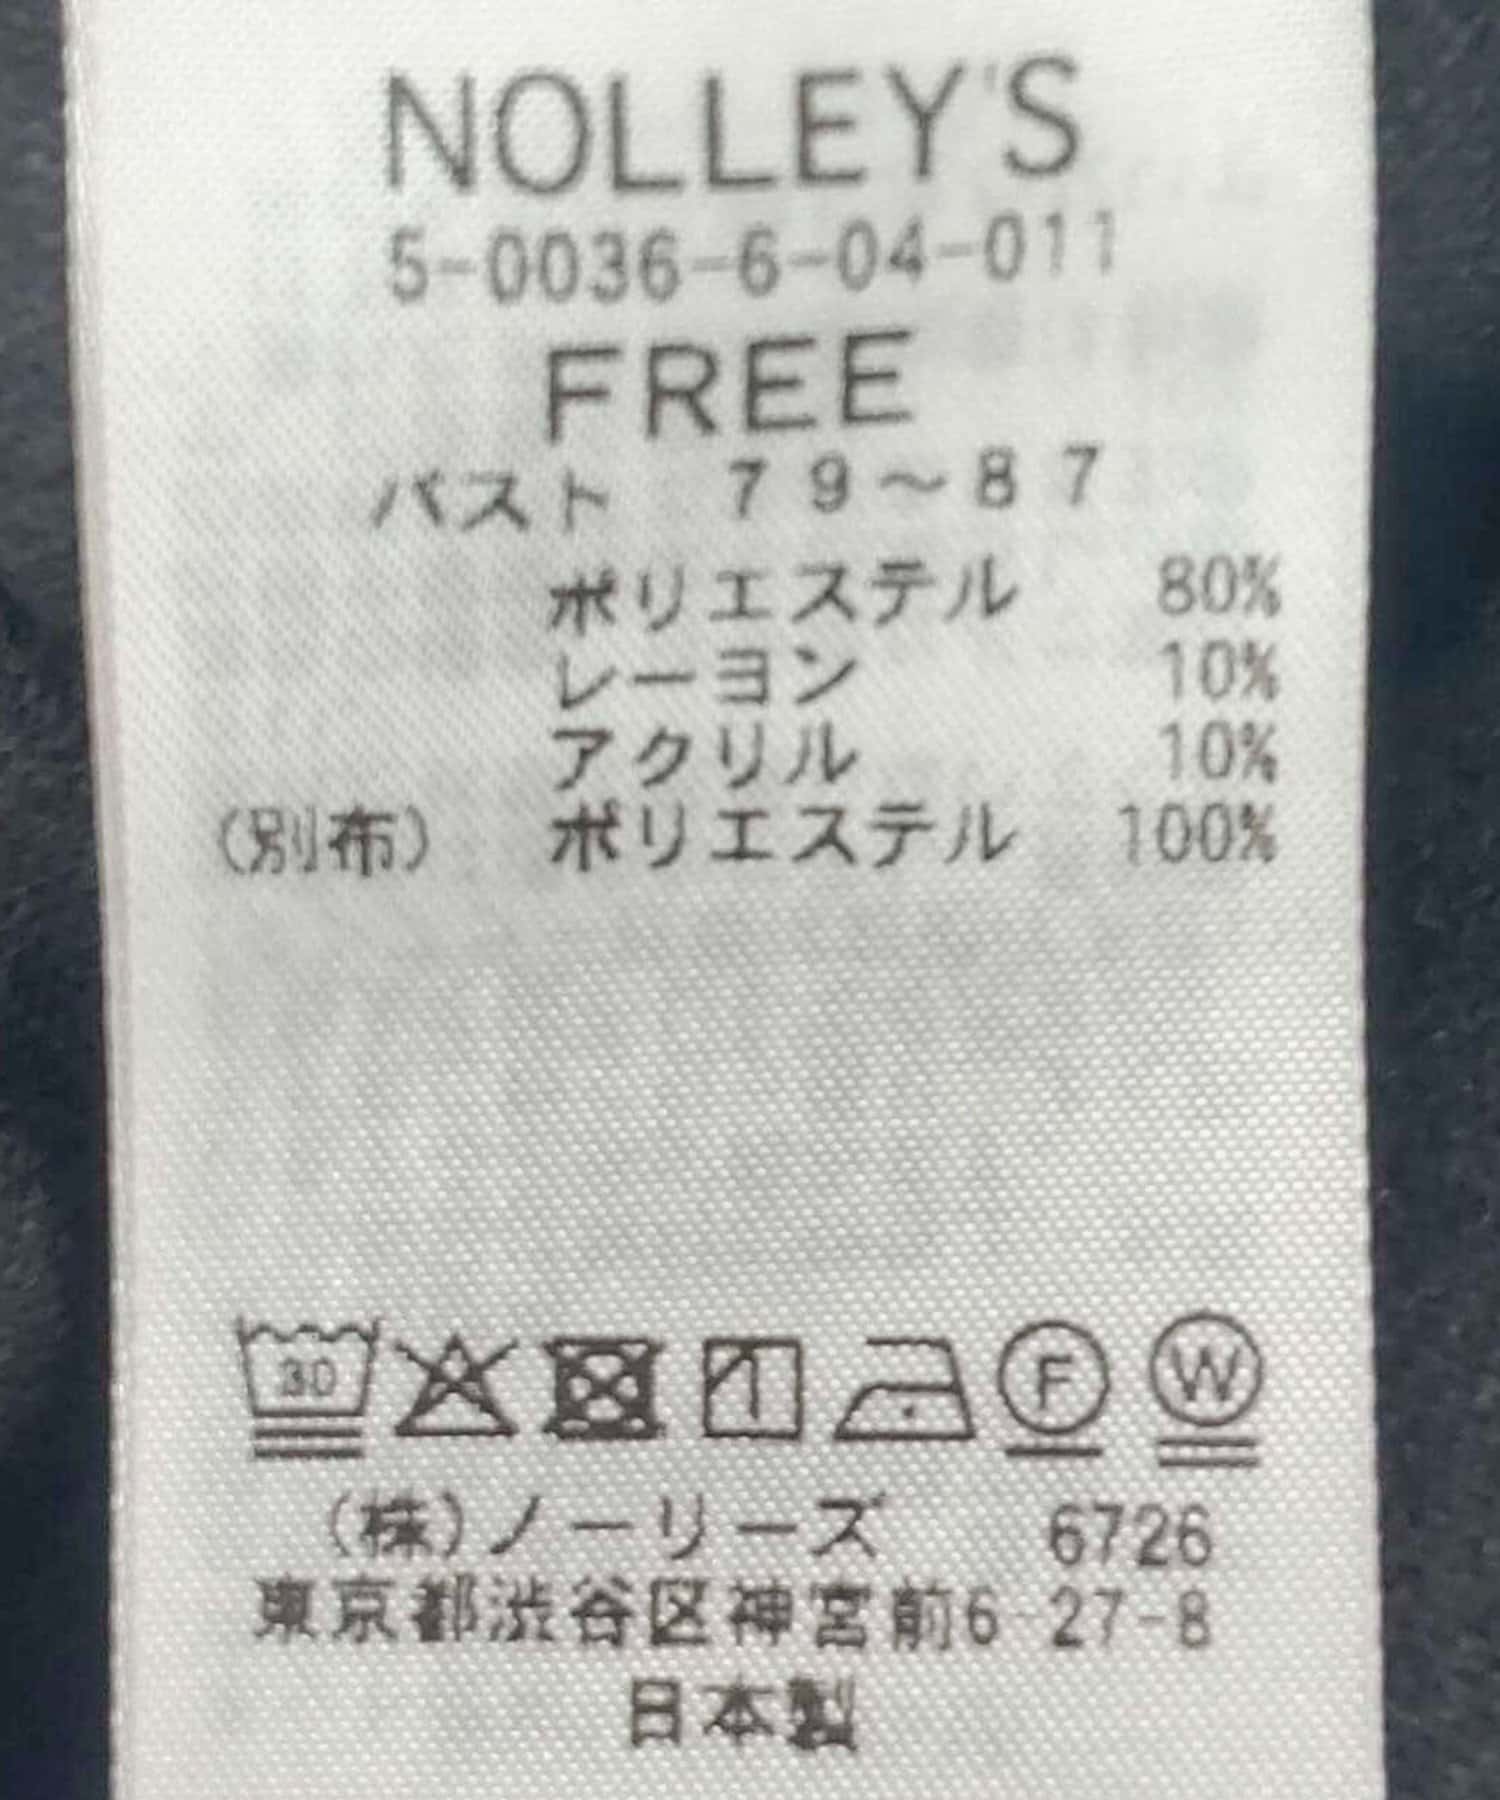 NOLLEY'S
5-0036-6-04-011
FREE
バスト 79～87
ポリエステル 80%
レーヨン 10%
アクリル 10%
(別布) ポリエステル 100%
30 F W
(株)ノーリーズ 6726
東京都渋谷区神宮前6-27-8
日本製